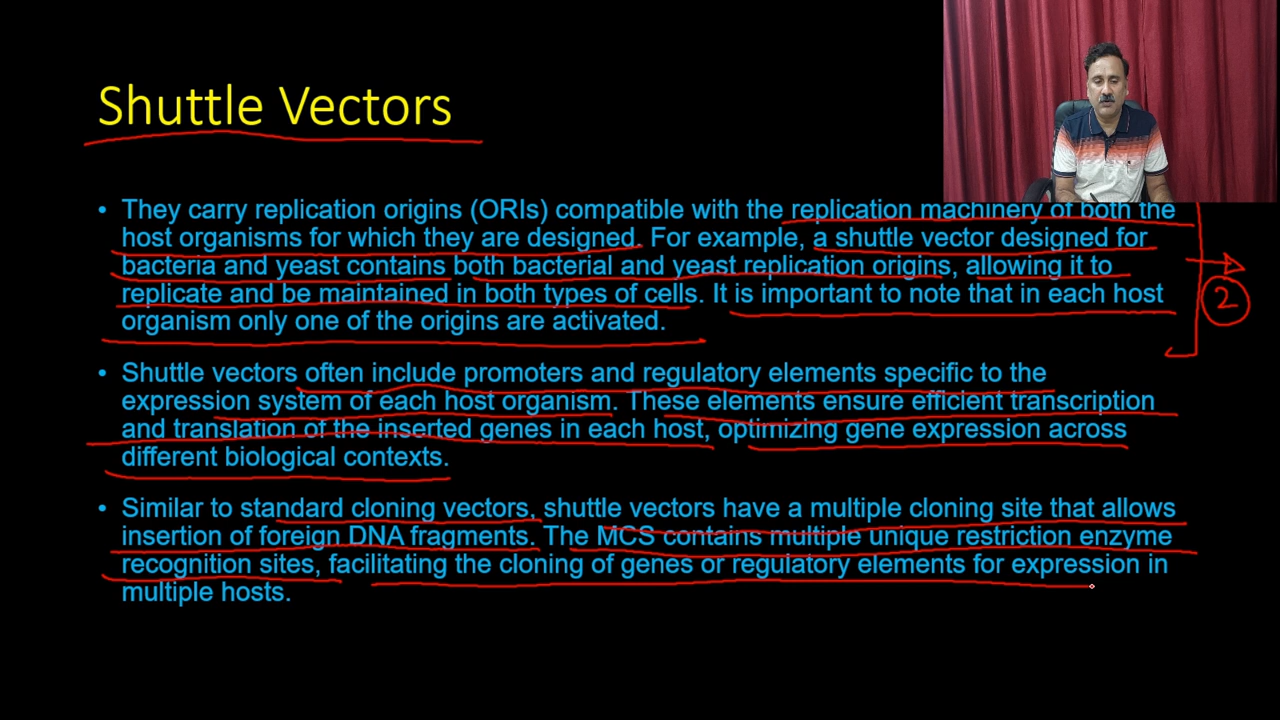 Shuttle Vectors
• They carry replication origins (ORIs) compatible with the replication machinery of both the
host organisms for which they are designed. For example, a shuttle vector designed for
bacteria and yeast contains both bacterial and yeast replication origins, allowing it to
replicate and be maintained in both types of cells. It is important to note that in each host
organism only one of the origins are activated.
2
• Shuttle vectors often include promoters and regulatory elements specific to the
expression system of each host organism. These elements ensure efficient transcription
and translation of the inserted genes in each host, optimizing gene expression across
different biological contexts.
• Similar to standard cloning vectors, shuttle vectors have a multiple cloning site that allows
insertion of foreign DNA fragments. The MCS contains multiple unique restriction enzyme
recognition sites, facilitating the cloning of genes or regulatory elements for expression in
multiple hosts.